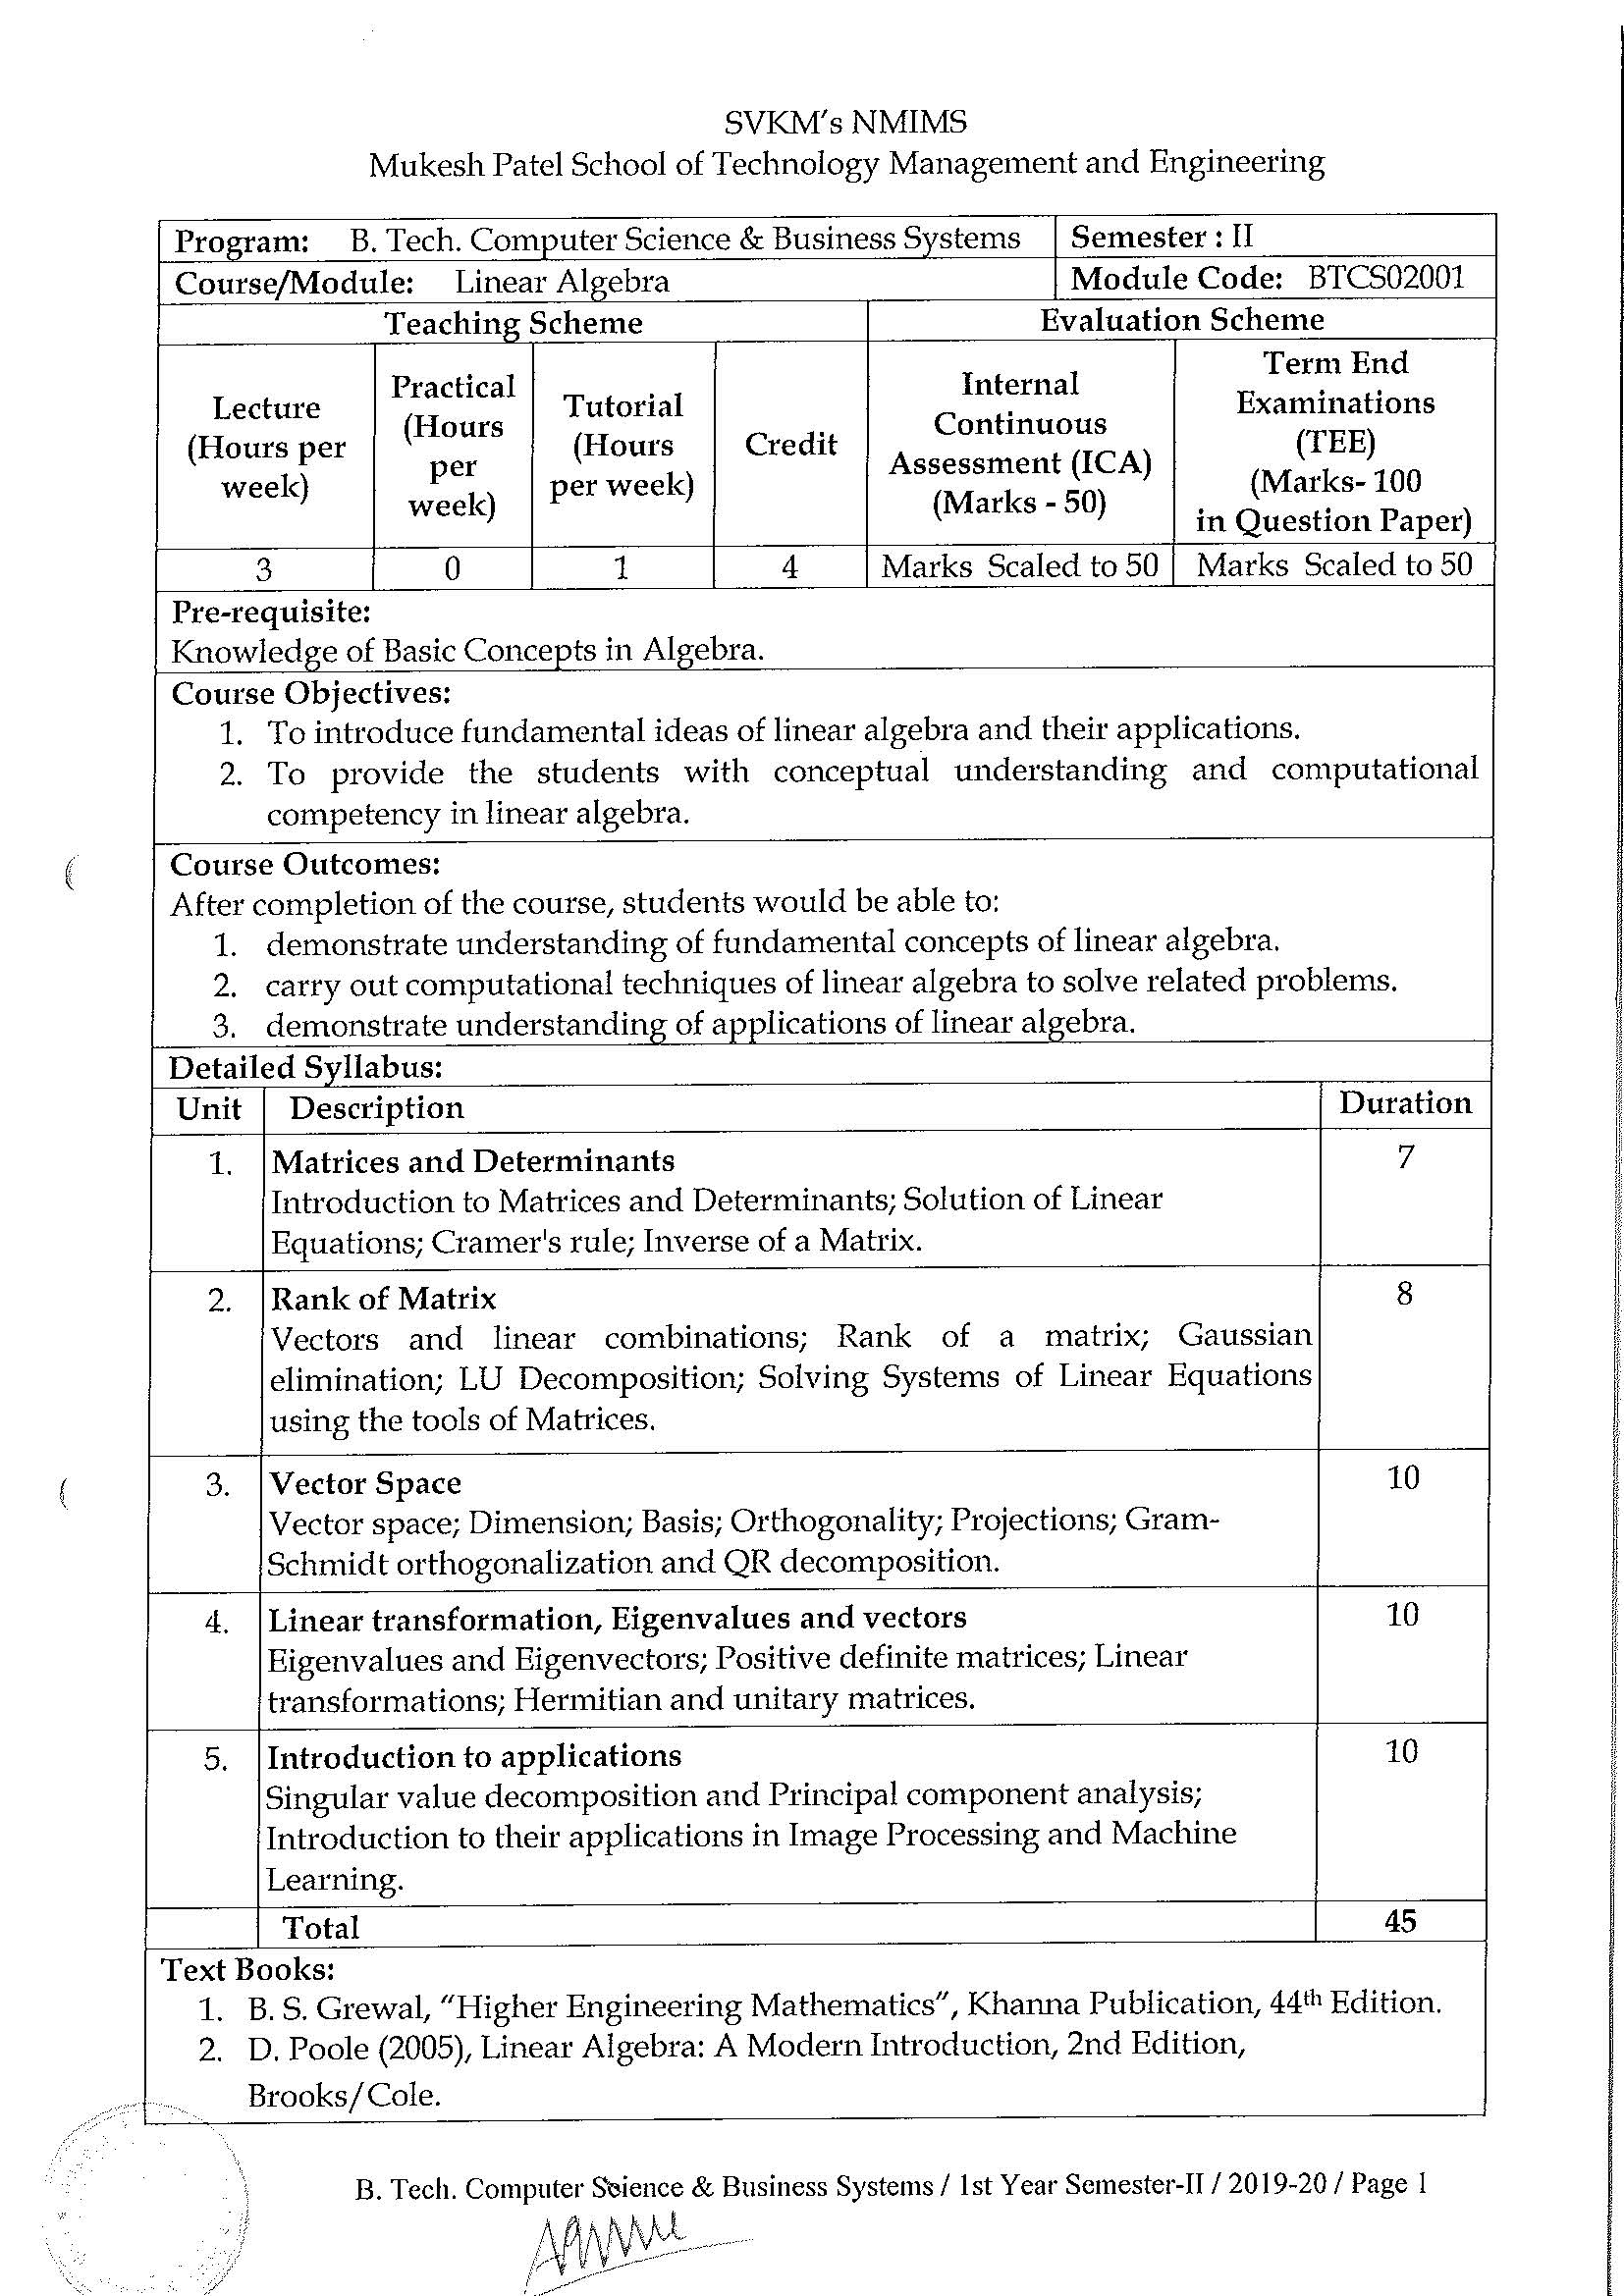 SVKM's NMIMS
Mukesh Patel School of Technology Management and Engineering
Program: B. Tech. Computer Science & Business Systems Semester : II
Course/Module: Linear Algebra Module Code: BTCS02001
Teaching Scheme Evaluation Scheme
Lecture
(Hours per
week)
Practical
(Hours
per
week)
Tutorial
(Hours
per week)
Credit
Internal
Continuous
Assessment (ICA)
(Marks - 50)
Term End
Examinations
(TEE)
(Marks- 100
in Question Paper)
3 0 1 4 Marks Scaled to 50 Marks Scaled to 50
Pre-requisite:
Knowledge of Basic Concepts in Algebra.
Course Objectives:
1. To introduce fundamental ideas of linear algebra and their applications.
2. To provide the students with conceptual understanding and computational
competency in linear algebra.
Course Outcomes:
After completion of the course, students would be able to:
1. demonstrate understanding of fundamental concepts of linear algebra.
2. carry out computational techniques of linear algebra to solve related problems.
3. demonstrate understanding of applications of linear algebra.
Detailed Syllabus:
Unit Description Duration
1. Matrices and Determinants 7
Introduction to Matrices and Determinants; Solution of Linear
Equations; Cramer's rule; Inverse of a Matrix.
2. Rank of Matrix 8
Vectors and linear combinations; Rank of a matrix; Gaussian
elimination; LU Decomposition; Solving Systems of Linear Equations
using the tools of Matrices.
3. Vector Space 10
Vector space; Dimension; Basis; Orthogonality; Projections; Gram-
Schmidt orthogonalization and QR decomposition.
4. Linear transformation, Eigenvalues and vectors 10
Eigenvalues and Eigenvectors; Positive definite matrices; Linear
transformations; Hermitian and unitary matrices.
5. Introduction to applications 10
Singular value decomposition and Principal component analysis;
Introduction to their applications in Image Processing and Machine
Learning.
Total 45
Text Books:
1. B. S. Grewal, "Higher Engineering Mathematics", Khanna Publication, 44th Edition.
2. D. Poole (2005), Linear Algebra: A Modern Introduction, 2nd Edition,
Brooks/Cole.
B. Tech. Computer Science & Business Systems / 1st Year Semester-II / 2019-20 / Page 1